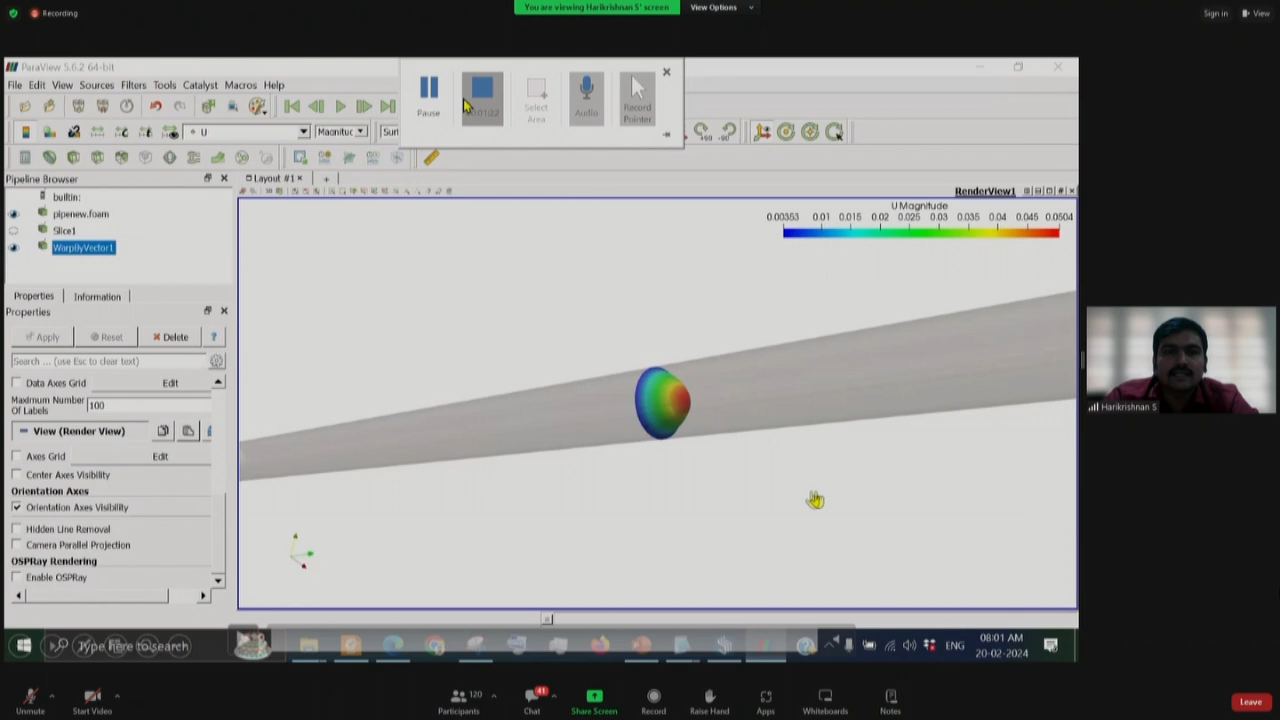 Recording
You are viewing Harikrishnan S' screen
View Options
Sign in
View
ParaView 5.6.2 64-bit
File Edit View Sources Filters Tools Catalyst Macros Help
Pause
Select Area
Audio
Record Pointer
U
Magnituc
Surf
Pipeline Browser
Layout #1
builtin:
RenderView1
pipenew.foam
Slice1
WarpByVector1
U Magnitude
0.00353 0.01 0.015 0.02 0.025 0.03 0.035 0.04 0.045 0.0504
Properties Information
Properties
Apply Reset Delete ?
Search ... (use Esc to clear text)
Data Axes Grid Edit
Maximum Number Of Labels 100
View (Render View)
Axes Grid Edit
Center Axes Visibility
Orientation Axes
Orientation Axes Visibility
Hidden Line Removal
Camera Parallel Projection
OSPRay Rendering
Enable OSPRay
Harikrishnan S
Type here to search
ENG
08:01 AM
20-02-2024
Unmute
Start Video
Participants 120
Chat 41
Share Screen
Record
Raise Hand
Apps
Whiteboards
Notes
Leave